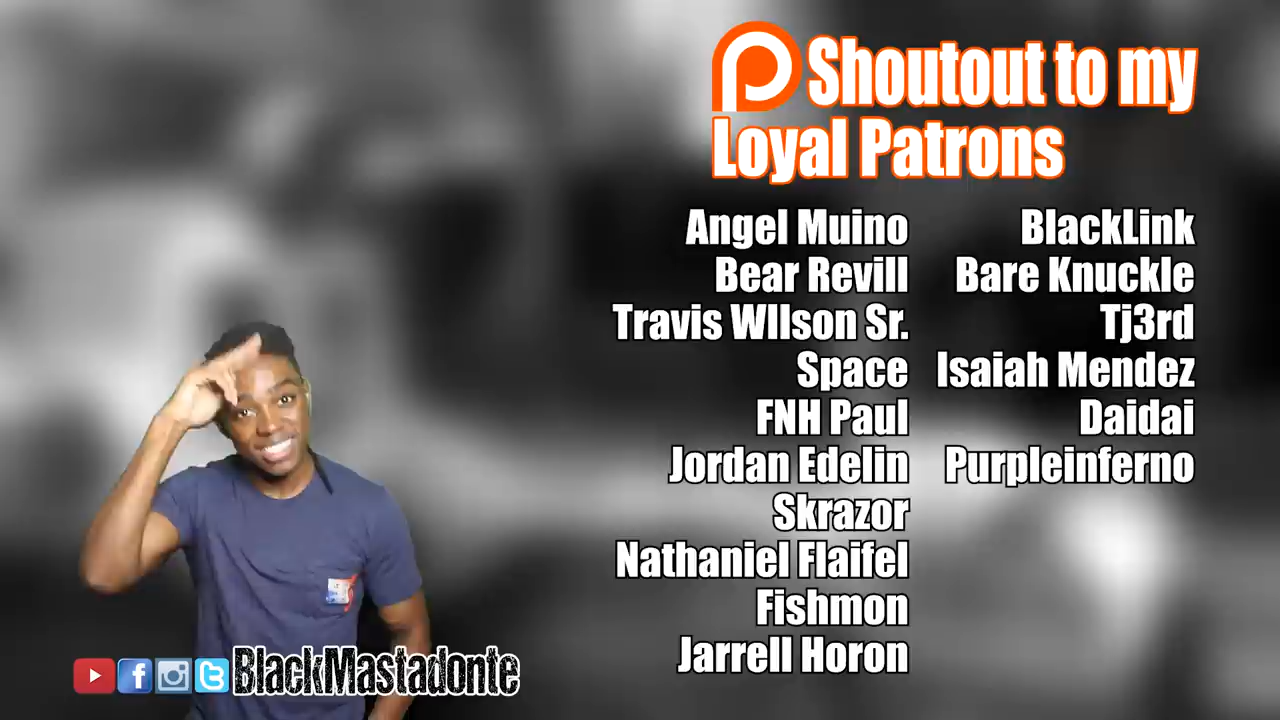 Shoutout to my
Loyal Patrons
Angel Muino
Bear Revill
Travis WIlson Sr.
Space
FNH Paul
Jordan Edelin
Skrazor
Nathaniel Flaifel
Fishmon
Jarrell Horon
BlackLink
Bare Knuckle
Tj3rd
Isaiah Mendez
Daidai
Purpleinferno
BlackMastadonte